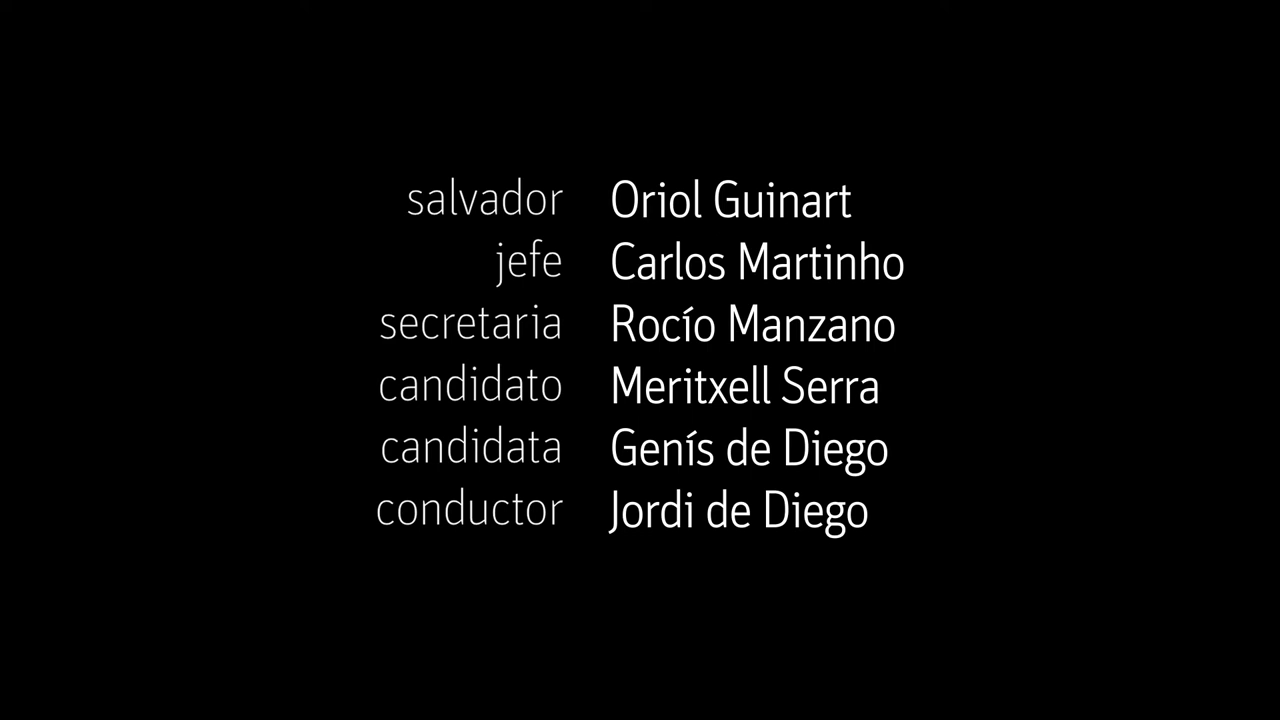 salvador Oriol Guinart
jefe Carlos Martinho
secretaria Rocío Manzano
candidato Meritxell Serra
candidata Genís de Diego
conductor Jordi de Diego